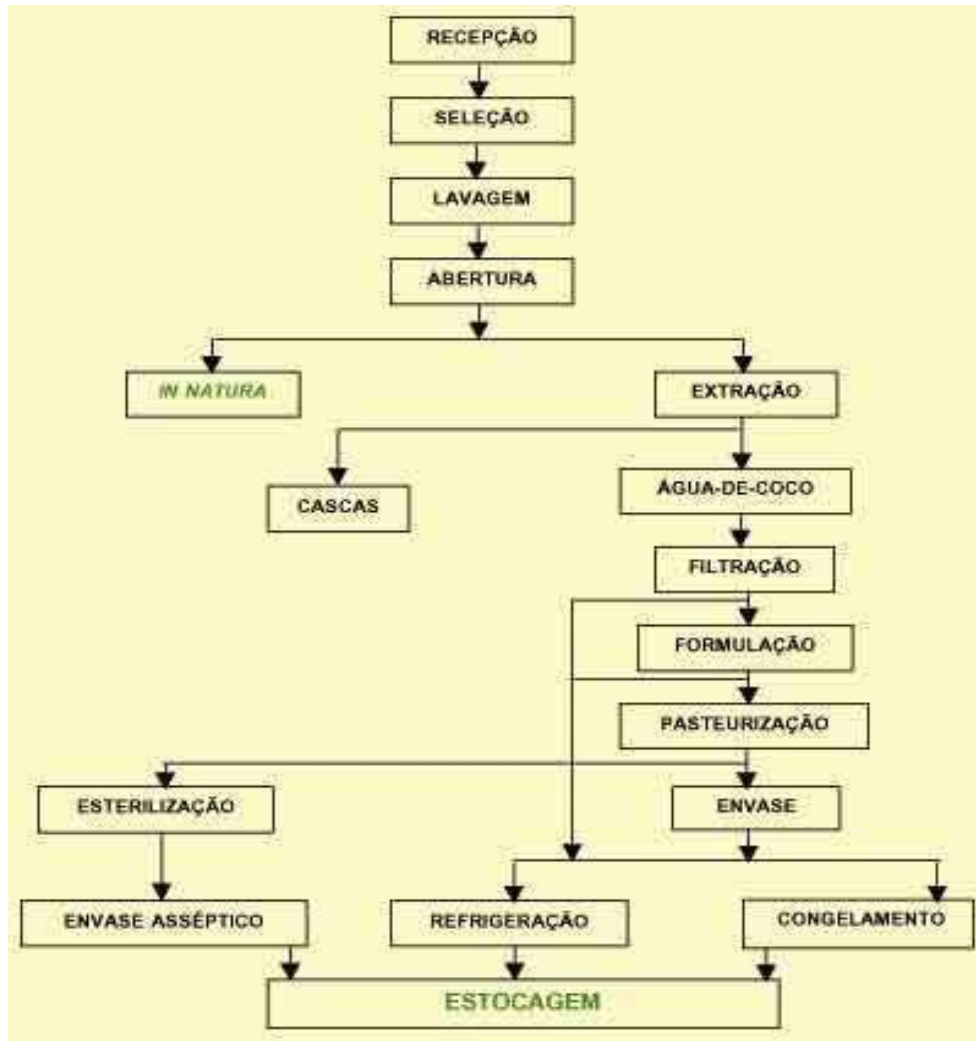 RECEPÇÃO
SELEÇÃO
LAVAGEM
ABERTURA
IN NATURA
EXTRAÇÃO
CASCAS
ÁGUA-DE-COCO
FILTRAÇÃO
FORMULAÇÃO
PASTEURIZAÇÃO
ESTERILIZAÇÃO
ENVASE
ENVASE ASSÉPTICO
REFRIGERAÇÃO
CONGELAMENTO
ESTOCAGEM